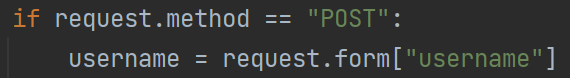 if request.method == "POST":
    username = request.form["username"]